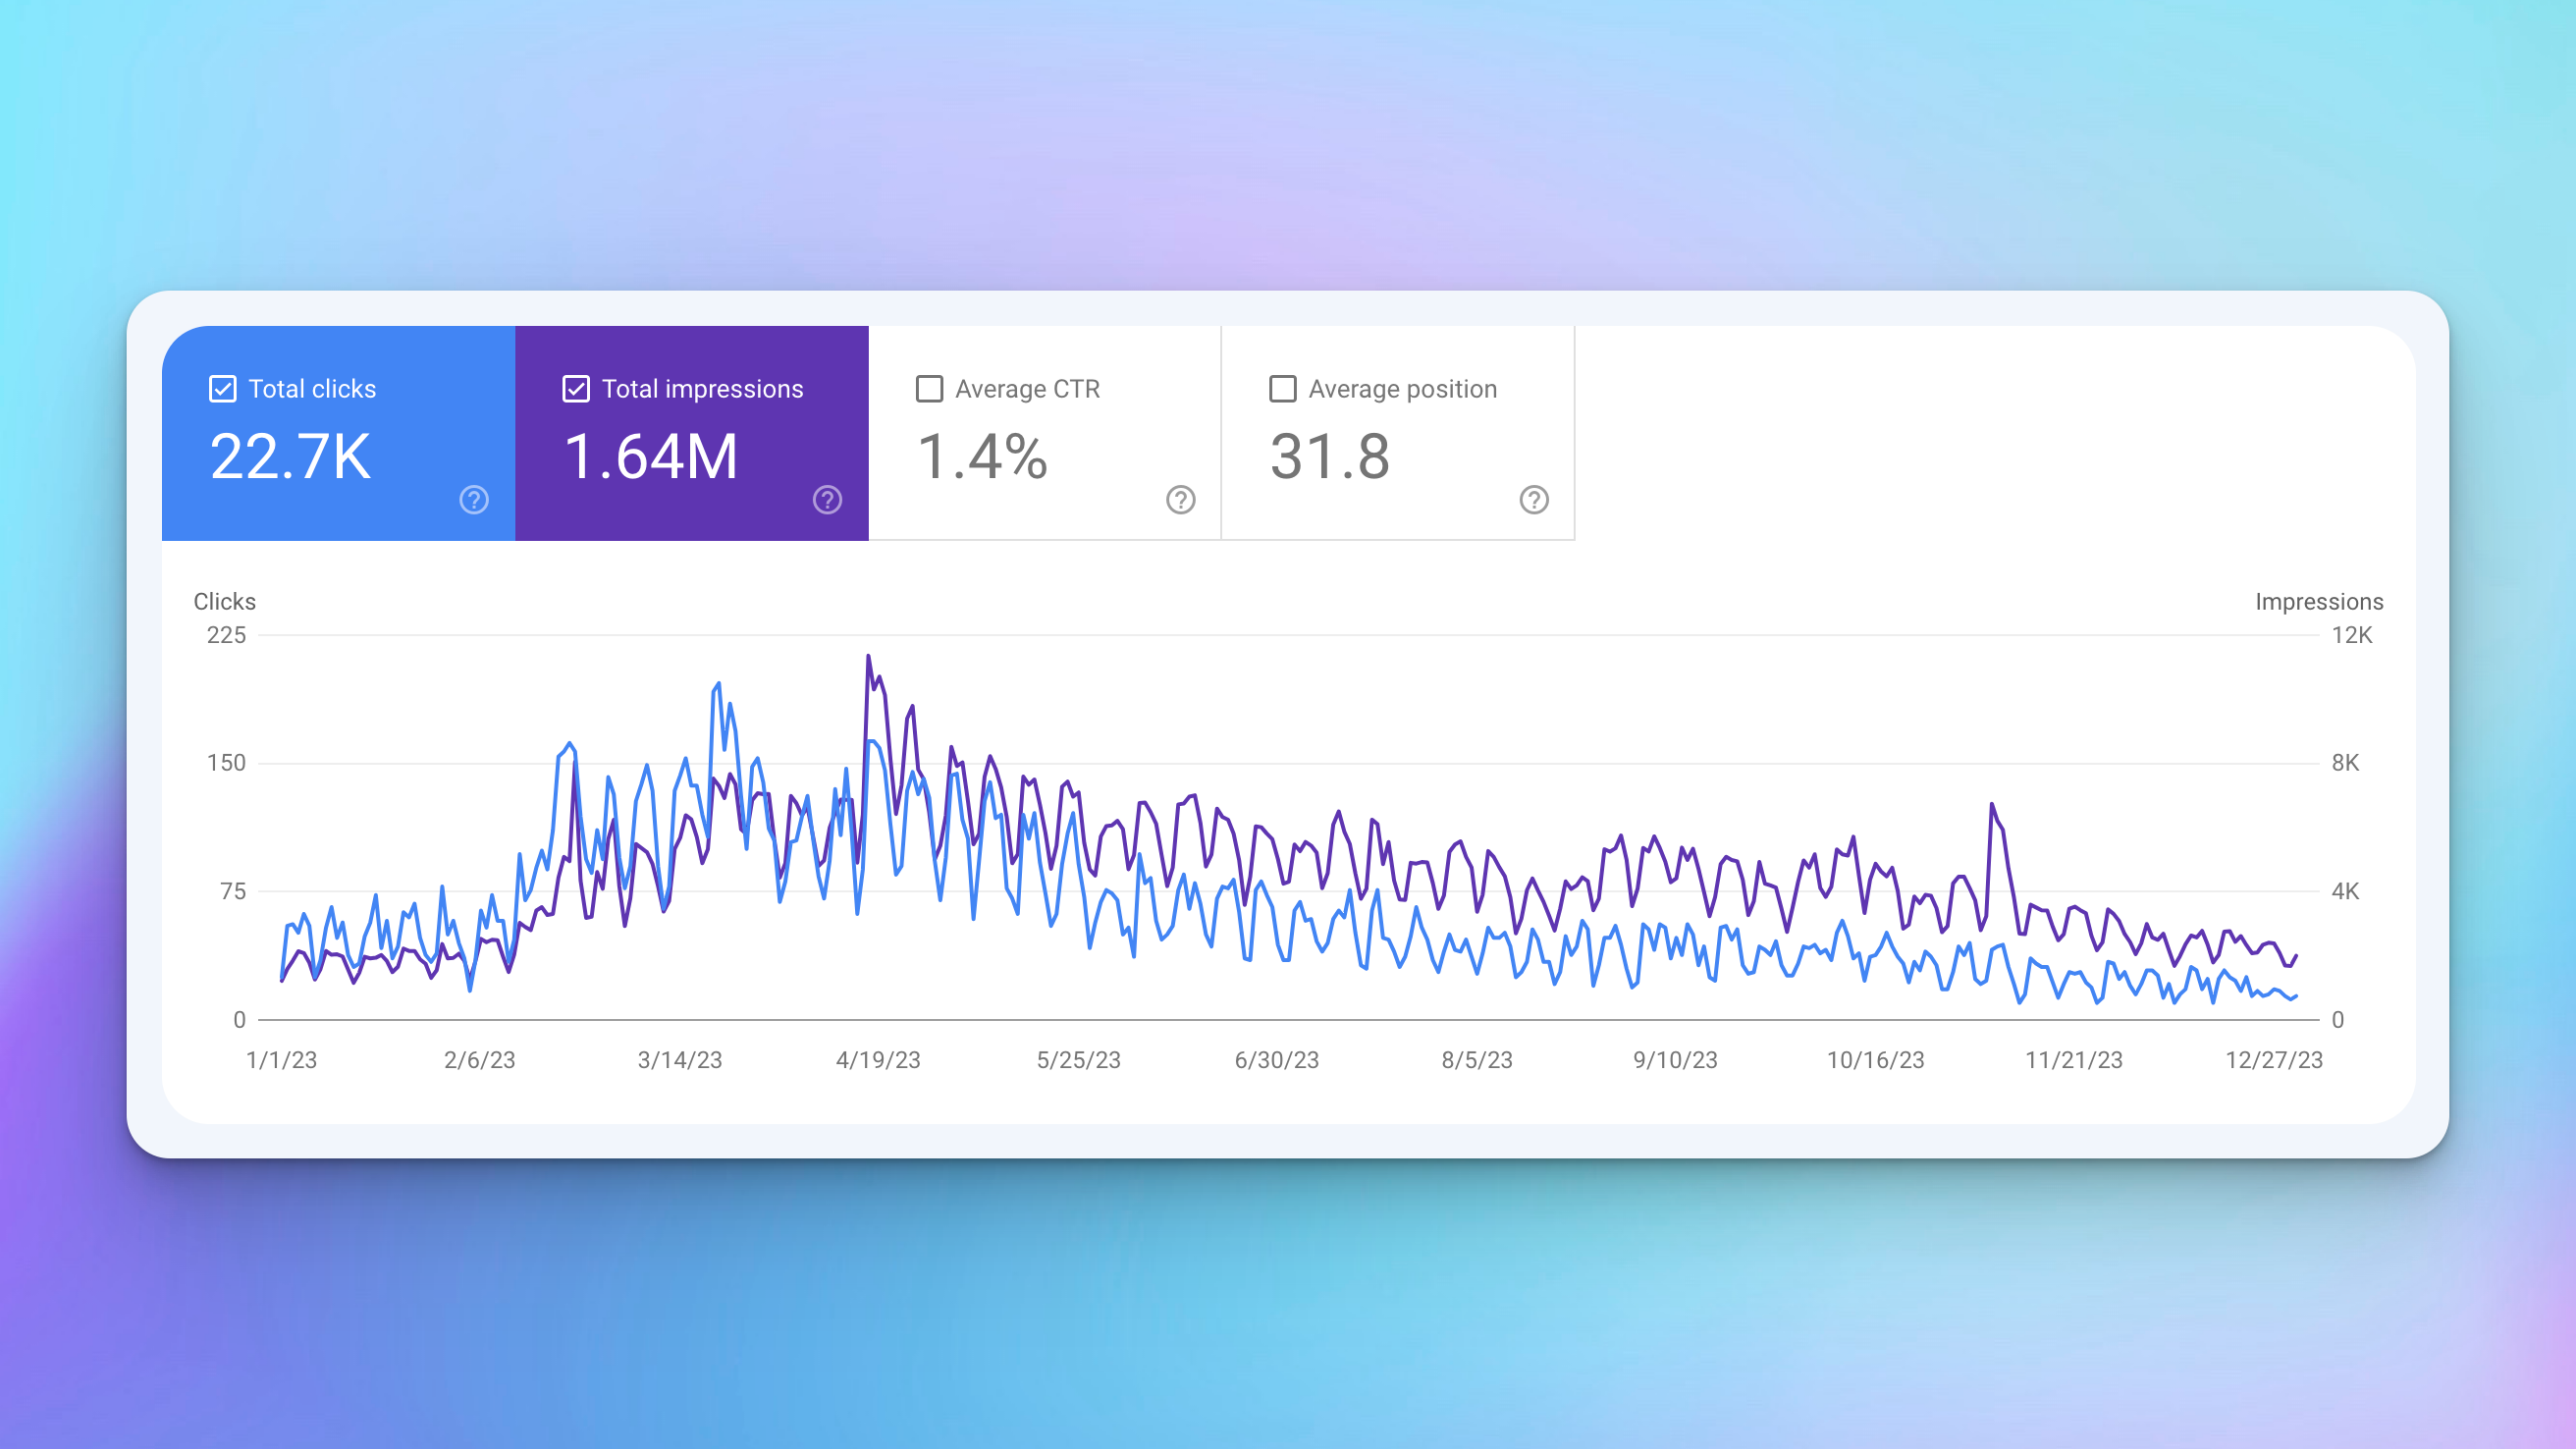 Total clicks
22.7K
Total impressions
1.64M
Average CTR
1.4%
Average position
31.8
Clicks
Impressions
225
12K
150
8K
75
4K
0
0
1/1/23 2/6/23 3/14/23 4/19/23 5/25/23 6/30/23 8/5/23 9/10/23 10/16/23 11/21/23 12/27/23